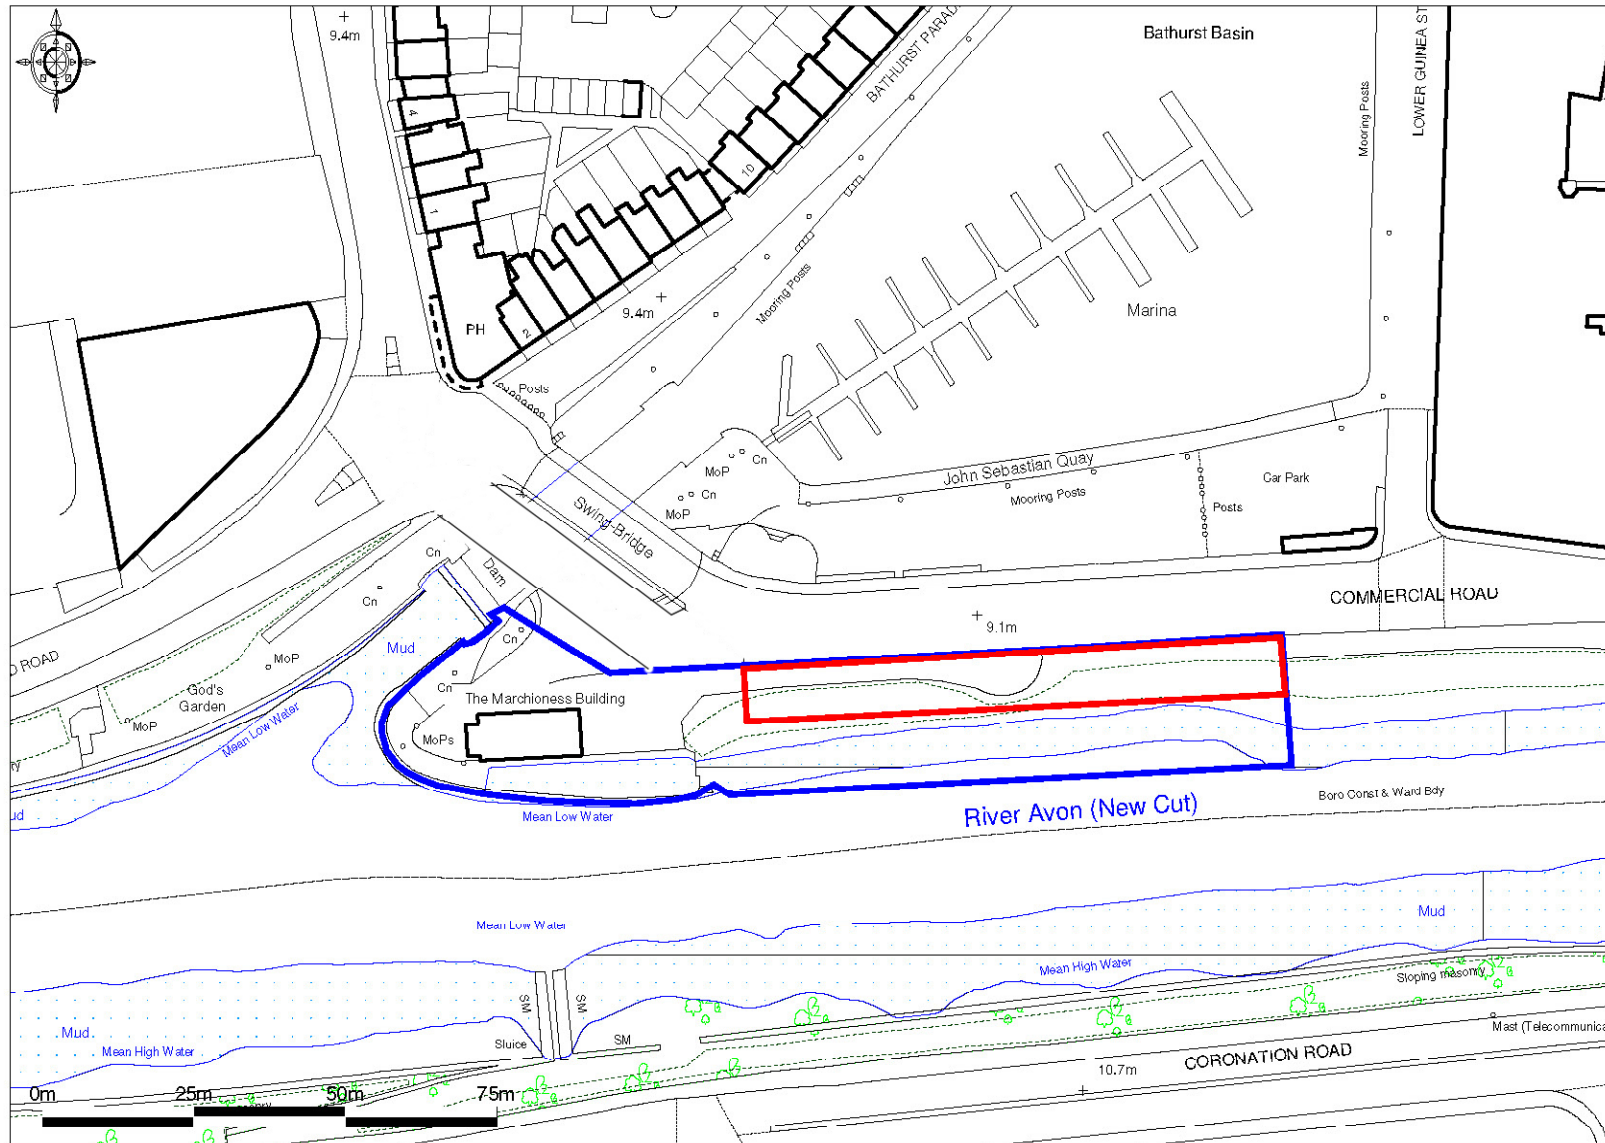 9.4m
Bathurst Basin
BATHURST PARAD
LOWER GUINEA ST
Mooring Posts
4
1
10
2
PH
9.4m
Mooring Posts
Marina
Posts
MoP
Cn
Cn
MoP
John Sebastian Quay
Mooring Posts
Car Park
Posts
Swing-Bridge
Cn
Dam
Cn
COMMERCIAL ROAD
9.1m
Cn
Mud
MoP
O ROAD
God's
Garden
MoP
Cn
The Marchioness Building
MoPs
Mean Low Water
Mean Low Water
River Avon (New Cut)
Boro Const & Ward Bdy
ud
ry
Mean Low Water
Mud
Mean High Water
Sloping masonry
SM
SM
SM
Sluice
Mud
Mean High Water
Mast (Telecommunica
CORONATION ROAD
10.7m
0m
25m
50m
75m